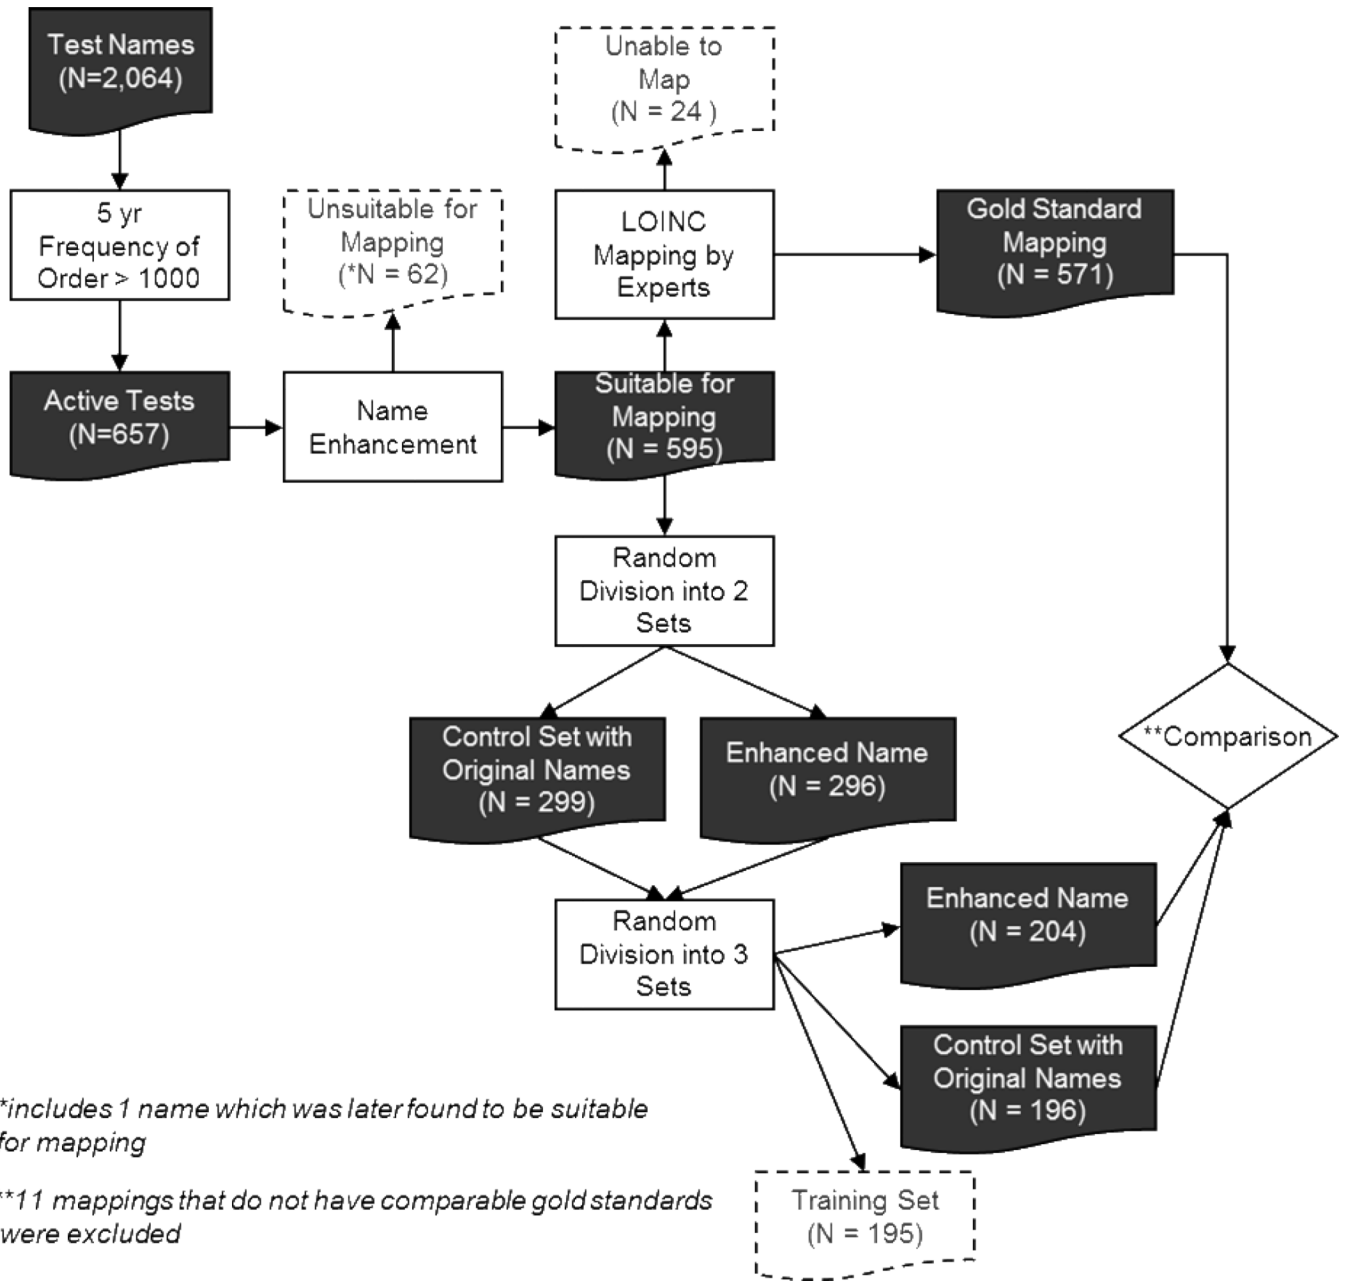 Test Names
(N=2,064)
5 yr
Frequency of
Order > 1000
Active Tests
(N=657)
Unsuitable for
Mapping
(*N = 62)
Name
Enhancement
Unable to
Map
(N = 24 )
LOINC
Mapping by
Experts
Gold Standard
Mapping
(N = 571)
Suitable for
Mapping
(N = 595)
Random
Division into 2
Sets
Control Set with
Original Names
(N = 299)
Enhanced Name
(N = 296)
**Comparison
Random
Division into 3
Sets
Enhanced Name
(N = 204)
Control Set with
Original Names
(N = 196)
Training Set
(N = 195)
*includes 1 name which was later found to be suitable
for mapping
**11 mappings that do not have comparable gold standards
were excluded